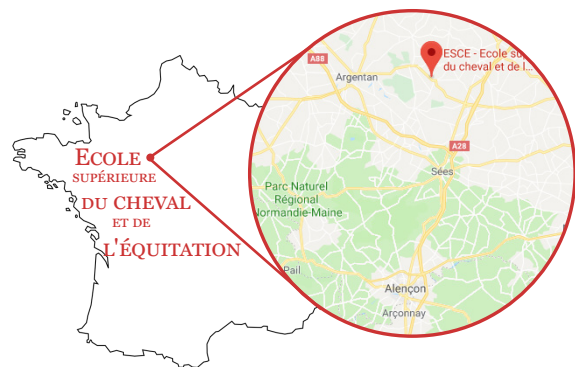 Ecole
supérieure
du cheval
et de
l'équitation
A88
ESCE - Ecole su
du cheval et de l...
Argentan
A28
Sées
Parc Naturel
Régional
Normandie-Maine
Pail
Alençon
Arçonnay